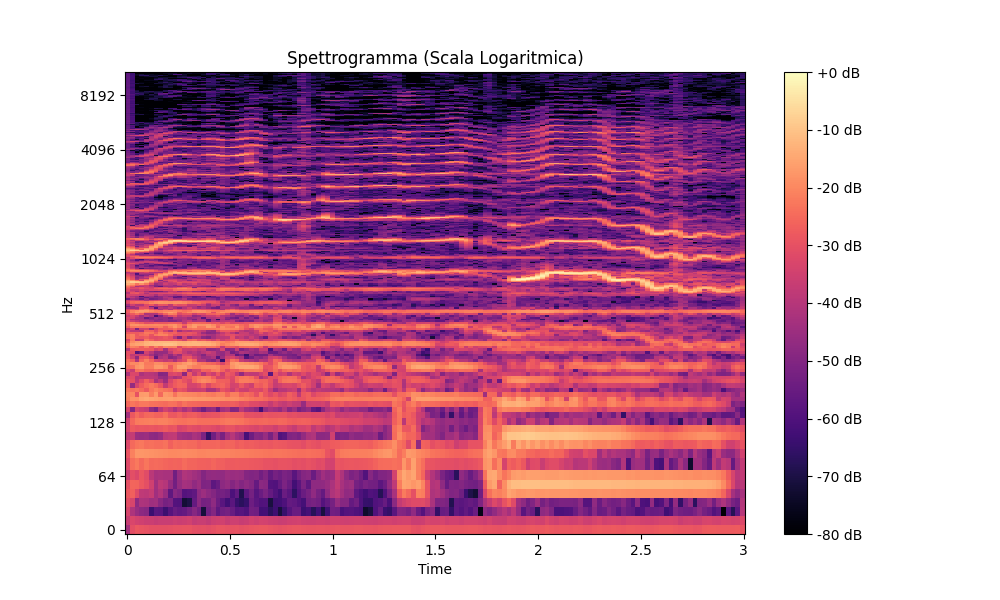 Spettrogramma (Scala Logaritmica)
8192
4096
2048
1024
512
256
128
64
0
Hz
0 0.5 1 1.5 2 2.5 3
Time
+0 dB
-10 dB
-20 dB
-30 dB
-40 dB
-50 dB
-60 dB
-70 dB
-80 dB